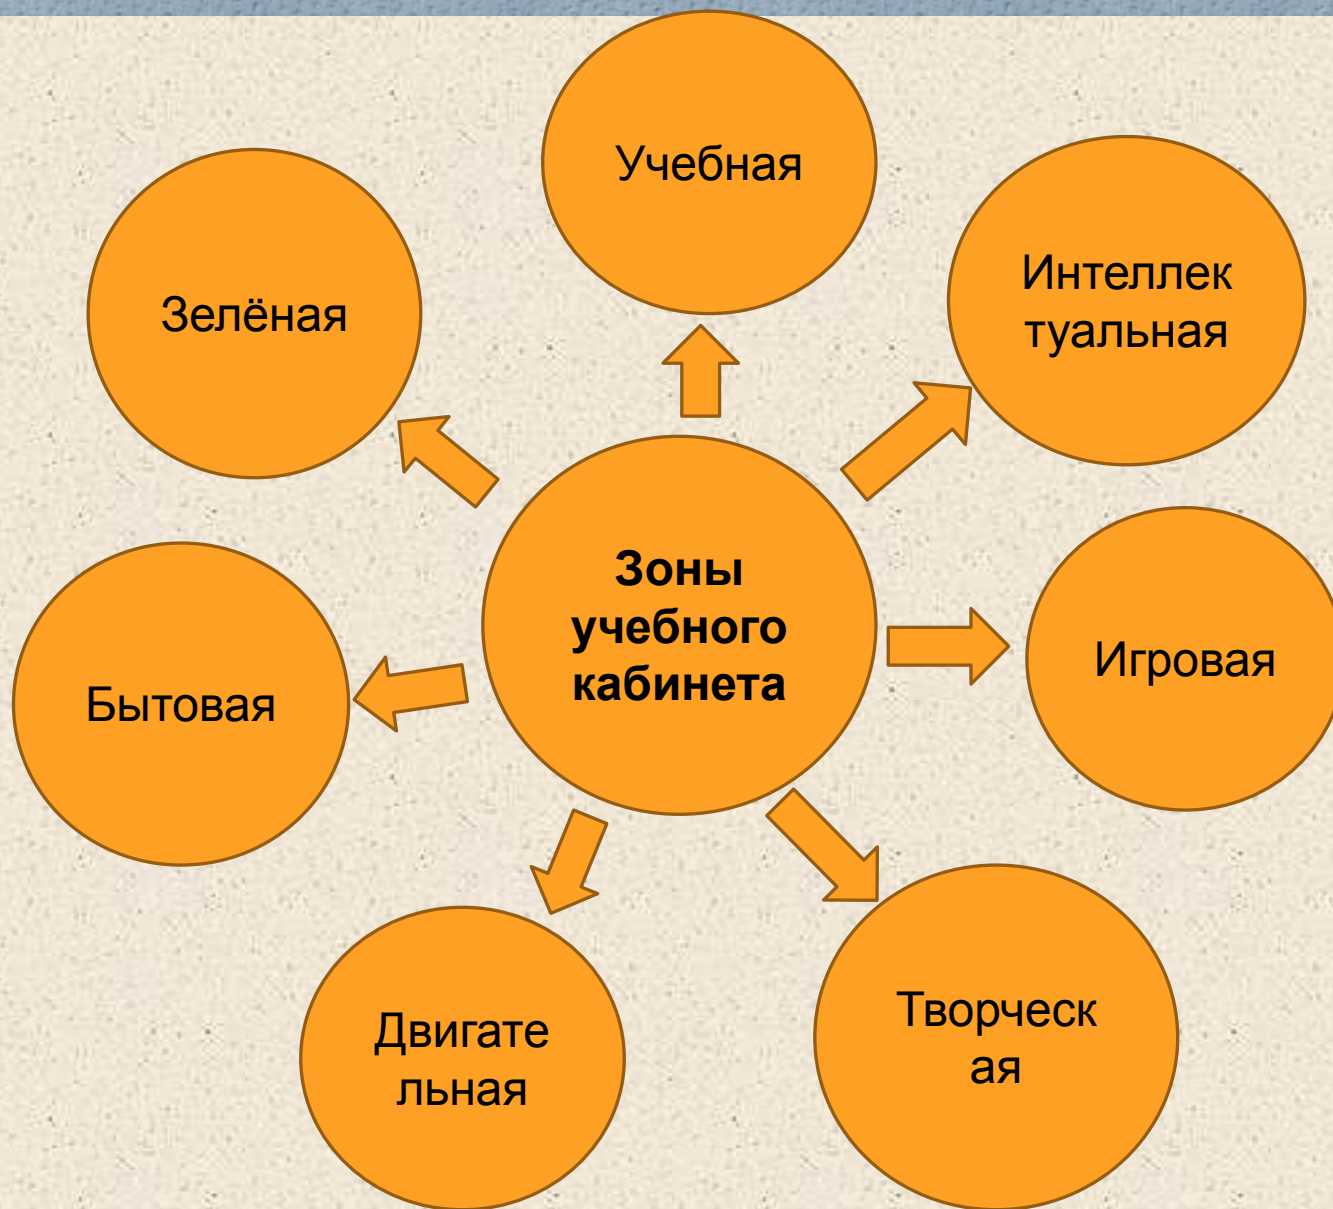 Учебная
Зелёная
Интеллек
туальная
Зоны
учебного
кабинета
Игровая
Бытовая
Двигате
льная
Творческ
ая